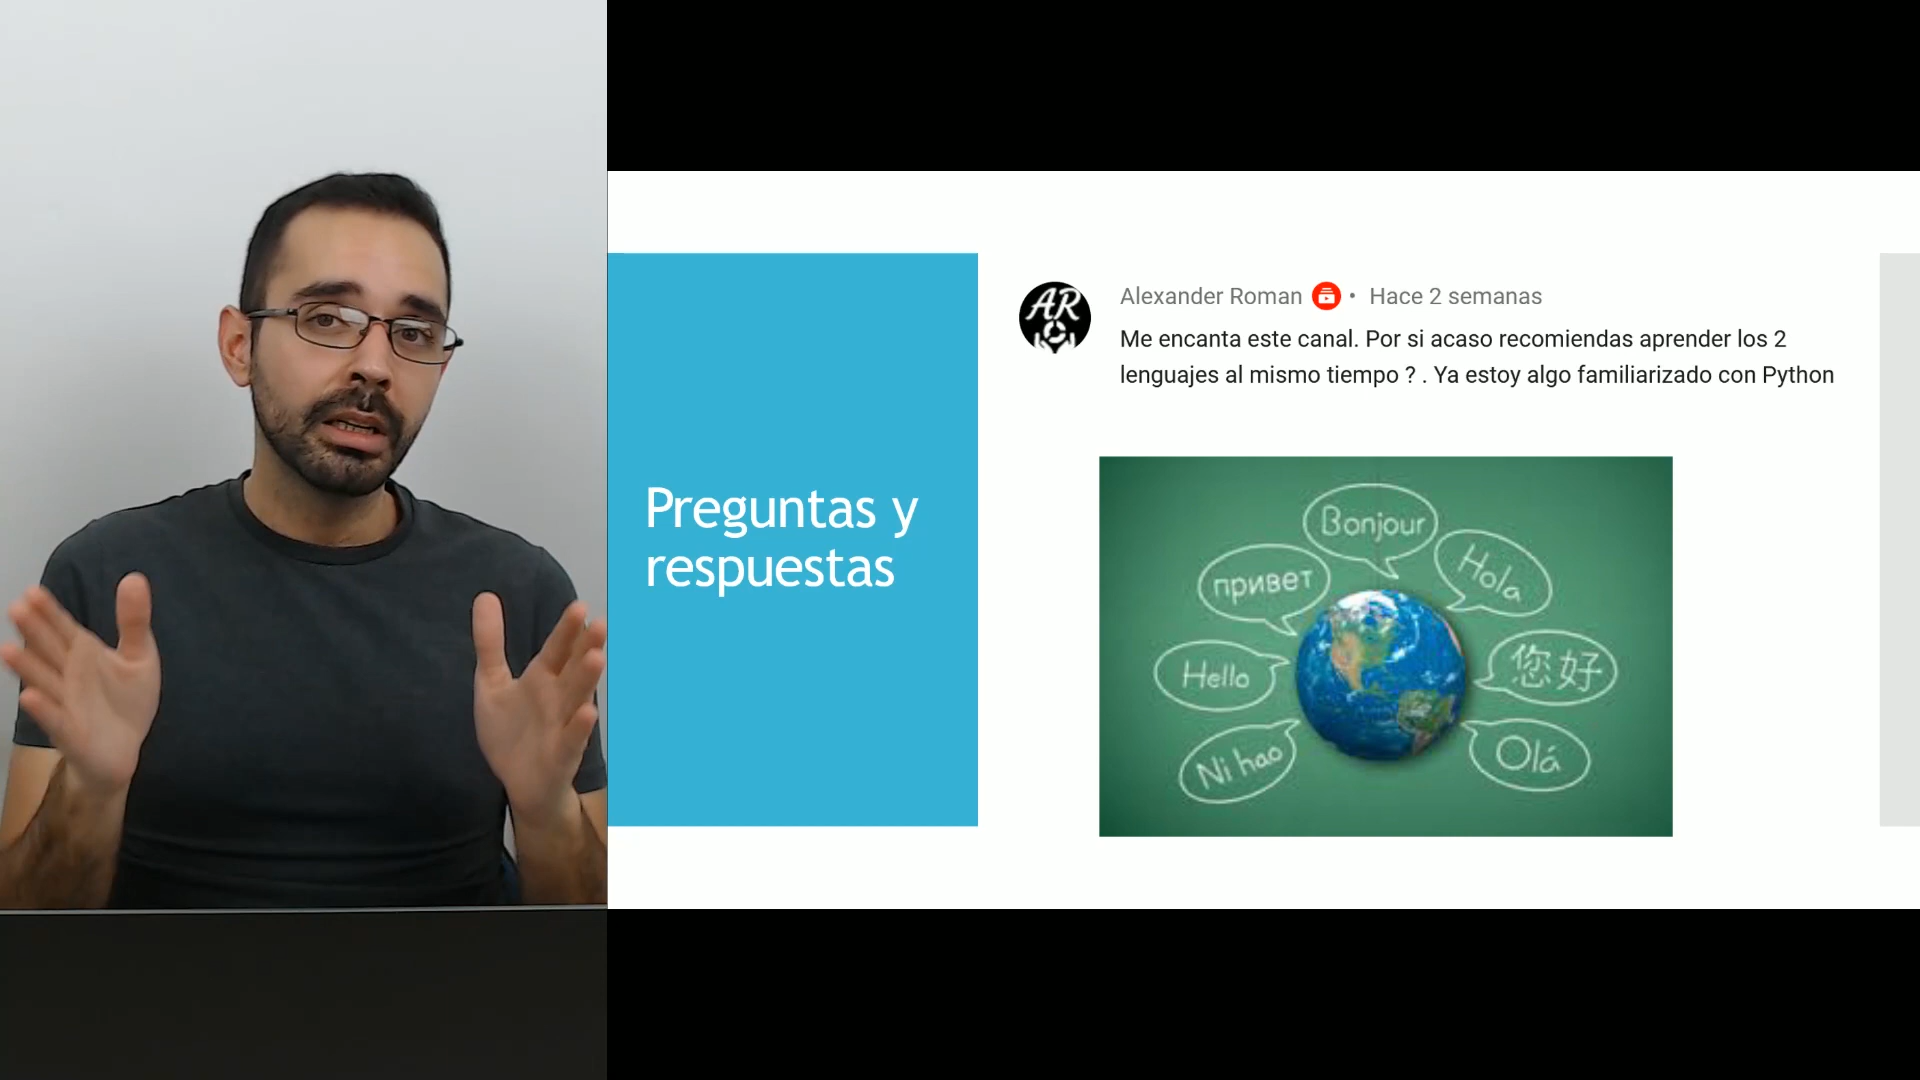 Preguntas y
respuestas
AR
Alexander Roman • Hace 2 semanas
Me encanta este canal. Por si acaso recomiendas aprender los 2
lenguajes al mismo tiempo ? . Ya estoy algo familiarizado con Python
Bonjour
привет
Hola
Hello
您好
Ni hao
Olá